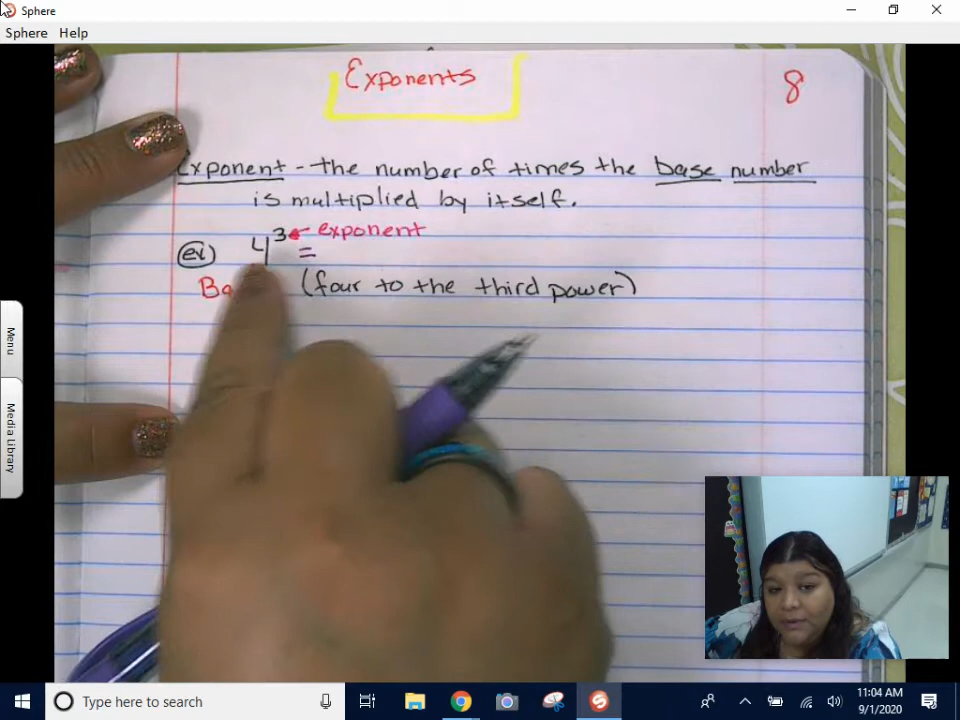 Sphere
Sphere Help
Exponents
8
Exponent - the number of times the base number
is multiplied by itself.
ex) 4³ ← exponent
=
(four to the third power)
Menu
Media Library
Type here to search
11:04 AM
9/1/2020